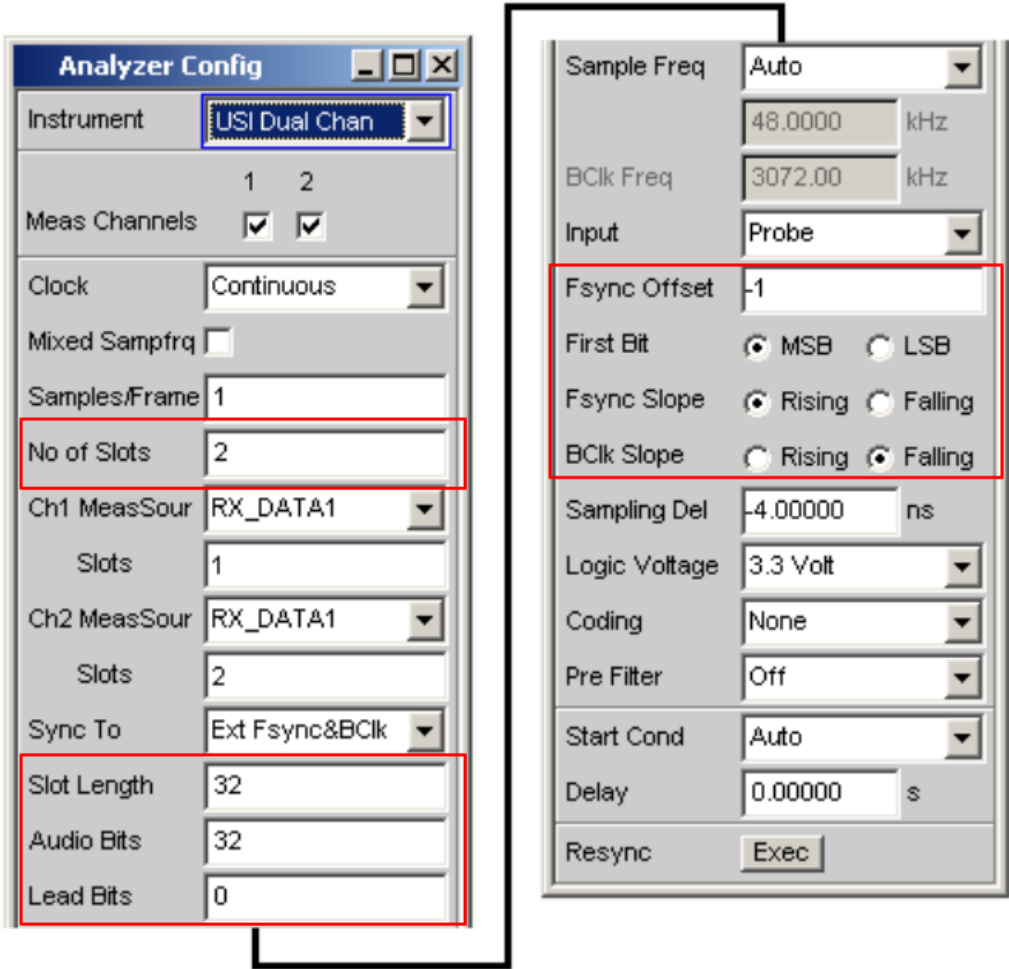 Analyzer Config
Instrument USI Dual Chan
1 2
Meas Channels
Clock Continuous
Mixed Sampfrq
Samples/Frame 1
No of Slots 2
Ch1 MeasSour RX_DATA1
Slots 1
Ch2 MeasSour RX_DATA1
Slots 2
Sync To Ext Fsync&BClk
Slot Length 32
Audio Bits 32
Lead Bits 0
Sample Freq Auto
48.0000 kHz
BClk Freq 3072.00 kHz
Input Probe
Fsync Offset -1
First Bit MSB LSB
Fsync Slope Rising Falling
BClk Slope Rising Falling
Sampling Del -4.00000 ns
Logic Voltage 3.3 Volt
Coding None
Pre Filter Off
Start Cond Auto
Delay 0.00000 s
Resync Exec